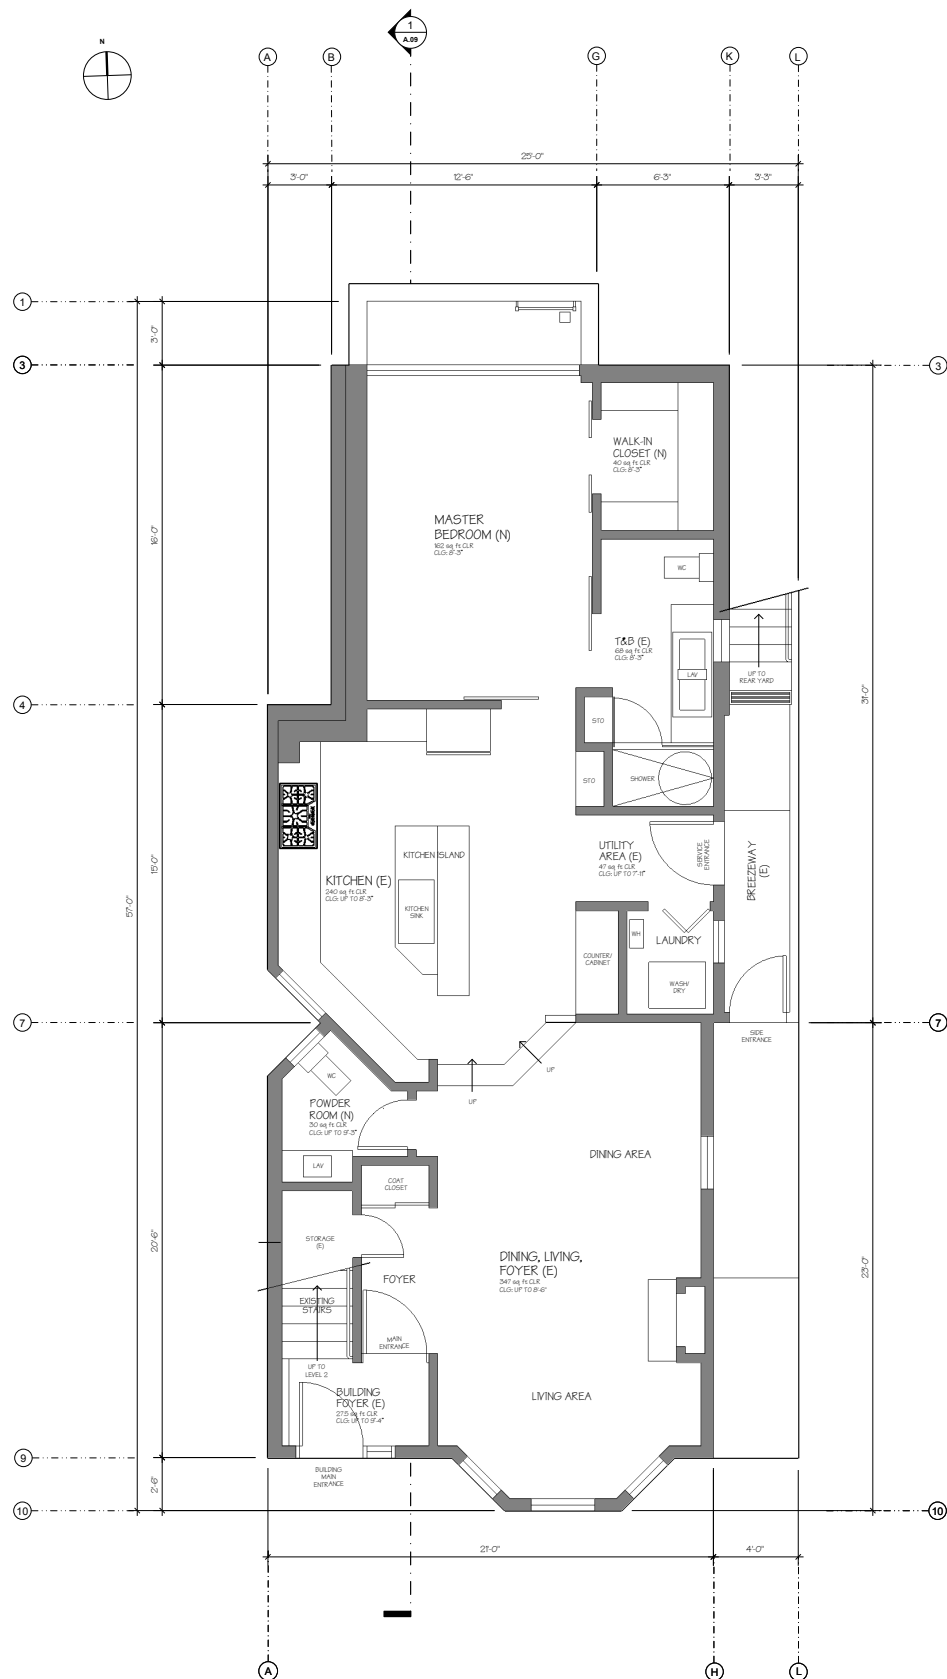 N
1
A.09
A
B
G
K
L
25'-0"
3'-0"
12'-6"
6'-3"
3'-3"
1
3'-0"
3
3
WALK-IN
CLOSET (N)
40 sq ft CLR
CLG: 8'-3"
MASTER
BEDROOM (N)
162 sq ft CLR
CLG: 8'-3"
16'-0"
WC
T&B (E)
68 sq ft CLR
CLG: 8'-3"
LAV
UP TO
REAR YARD
31'-0"
4
STO
STO
SHOWER
KITCHEN ISLAND
UTILITY
AREA (E)
47 sq ft CLR
CLG: UP TO 7'-11"
SERVICE
ENTRANCE
BREEZEWAY
(E)
15'-0"
57'-0"
KITCHEN (E)
240 sq ft CLR
CLG: UP TO 8'-3"
KITCHEN
SINK
WH
LAUNDRY
COUNTER/
CABINET
WASH/
DRY
7
7
SIDE
ENTRANCE
UP
UP
WC
POWDER
ROOM (N)
30 sq ft CLR
CLG: UP TO 9'-3"
DINING AREA
LAV
COAT
CLOSET
20'-6"
STORAGE
(E)
DINING, LIVING,
FOYER (E)
347 sq ft CLR
CLG: UP TO 8'-6"
23'-0"
FOYER
EXISTING
STAIRS
MAIN
ENTRANCE
UP TO
LEVEL 2
BUILDING
FOYER (E)
27.5 sq ft CLR
CLG: UP TO 9'-4"
LIVING AREA
9
BUILDING
MAIN
ENTRANCE
2'-6"
10
10
21'-0"
4'-0"
A
H
L